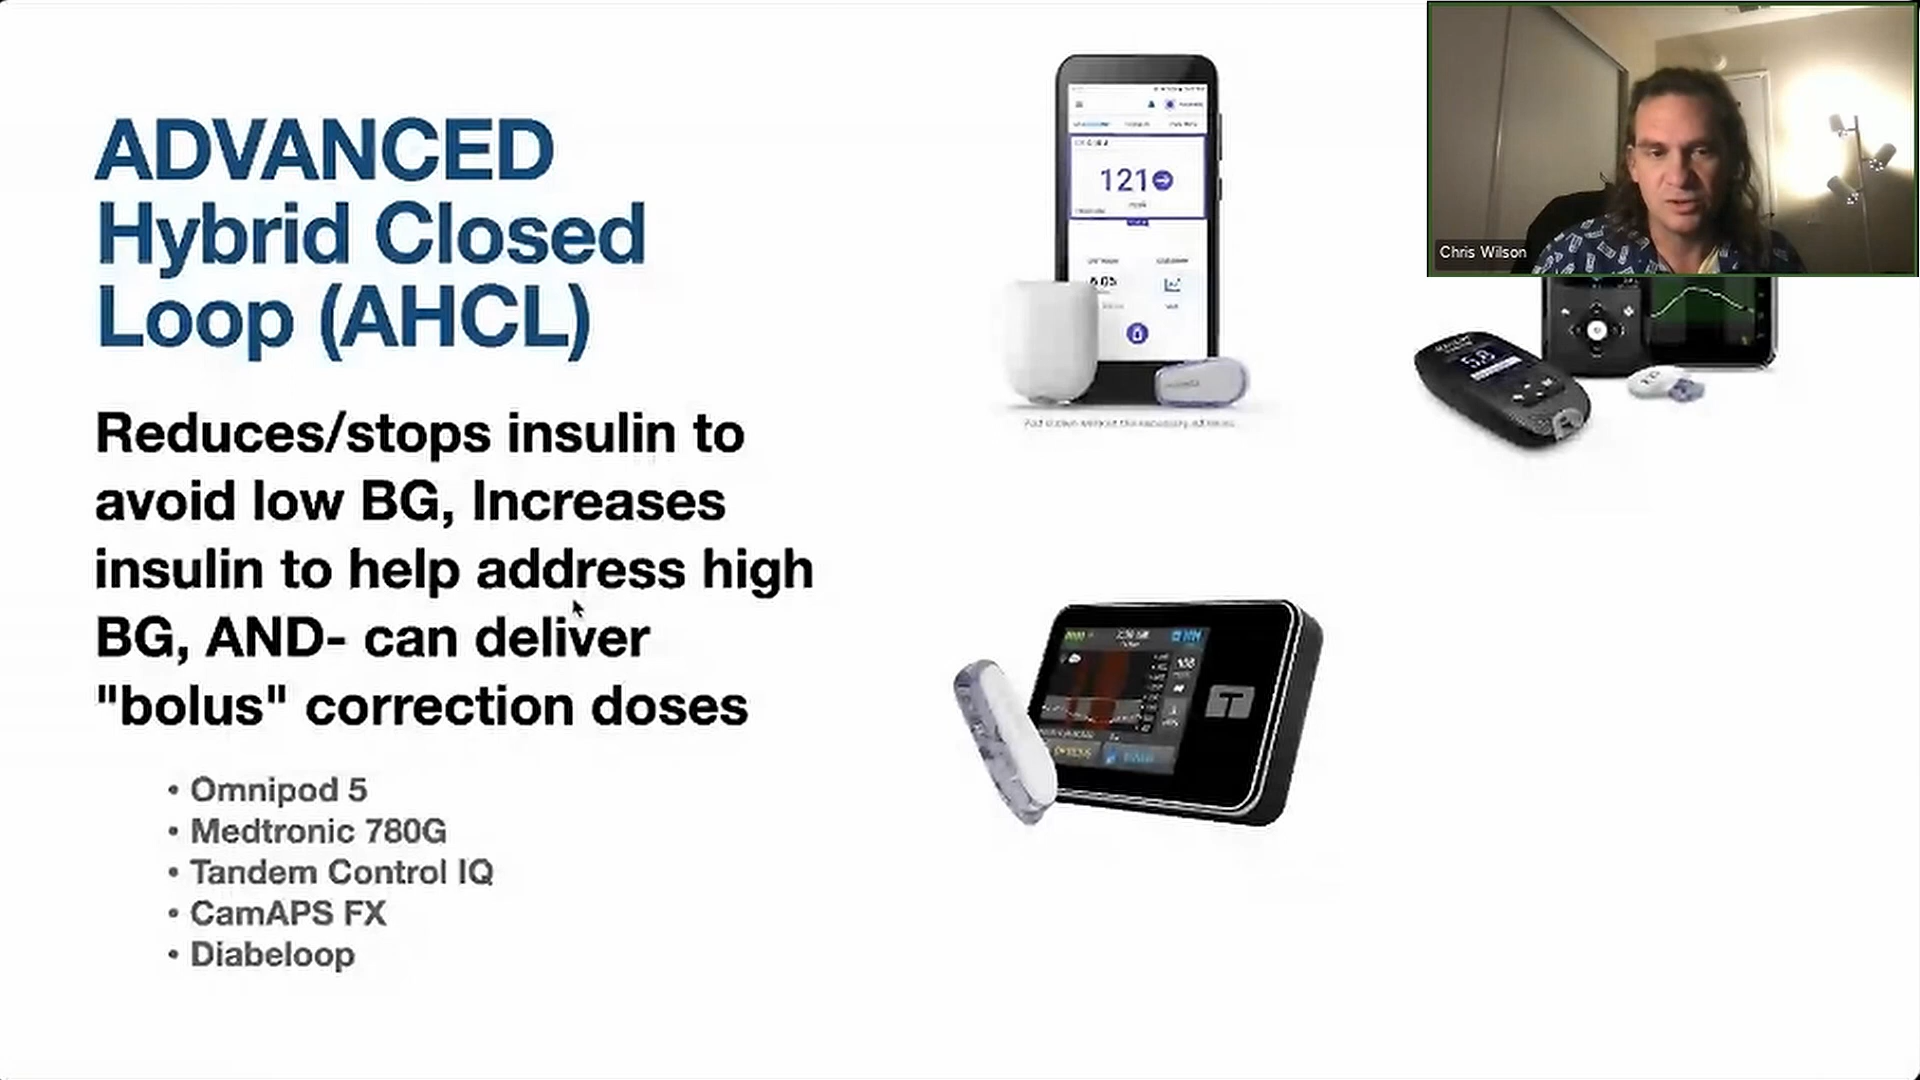 ADVANCED
Hybrid Closed
Loop (AHCL)
Reduces/stops insulin to
avoid low BG, Increases
insulin to help address high
BG, AND- can deliver
"bolus" correction doses
• Omnipod 5
• Medtronic 780G
• Tandem Control IQ
• CamAPS FX
• Diabeloop
121
5.8
T
Chris Wilson